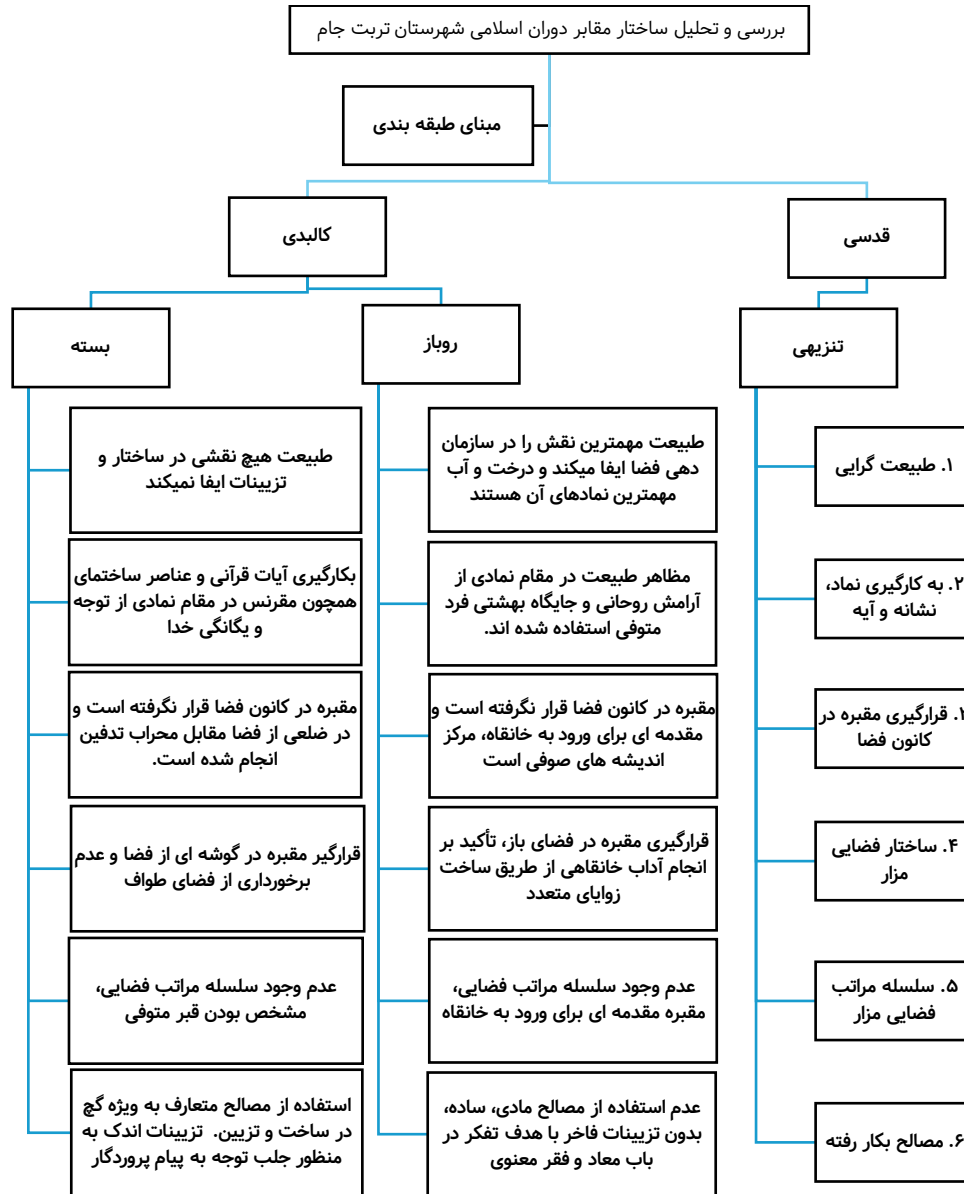 بررسی و تحلیل ساختار مقابر دوران اسلامی شهرستان تربت جام
مبنای طبقه بندی
قدسی
کالبدی
تنزیهی
روباز
بسته
۱. طبیعت گرایی
طبیعت مهمترین نقش را در سازمان
دهی فضا ایفا میکند و درخت و آب
مهمترین نمادهای آن هستند
طبیعت هیچ نقشی در ساختار و
تزیینات ایفا نمیکند
۲. به کارگیری نماد،
نشانه و آیه
مظاهر طبیعت در مقام نمادی از
آرامش روحانی و جایگاه بهشتی فرد
متوفی استفاده شده اند.
بکارگیری آیات قرآنی و عناصر ساختمای
همچون مقرنس در مقام نمادی از توجه
و یگانگی خدا
۳. قرارگیری مقبره در
کانون فضا
مقبره در کانون فضا قرار نگرفته است و
مقدمه ای برای ورود به خانقاه، مرکز
اندیشه های صوفی است
مقبره در کانون فضا قرار نگرفته است و
در ضلعی از فضا مقابل محراب تدفین
انجام شده است.
۴. ساختار فضایی
مزار
قرارگیری مقبره در فضای باز، تأکید بر
انجام آداب خانقاهی از طریق ساخت
زوایای متعدد
قرارگیر مقبره در گوشه ای از فضا و عدم
برخورداری از فضای طواف
۵. سلسله مراتب
فضایی مزار
عدم وجود سلسله مراتب فضایی،
مقبره مقدمه ای برای ورود به خانقاه
عدم وجود سلسله مراتب فضایی،
مشخص بودن قبر متوفی
۶. مصالح بکار رفته
عدم استفاده از مصالح مادی، ساده،
بدون تزیینات فاخر با هدف تفکر در
باب معاد و فقر معنوی
استفاده از مصالح متعارف به ویژه گچ
در ساخت و تزیین. تزیینات اندک به
منظور جلب توجه به پیام پروردگار